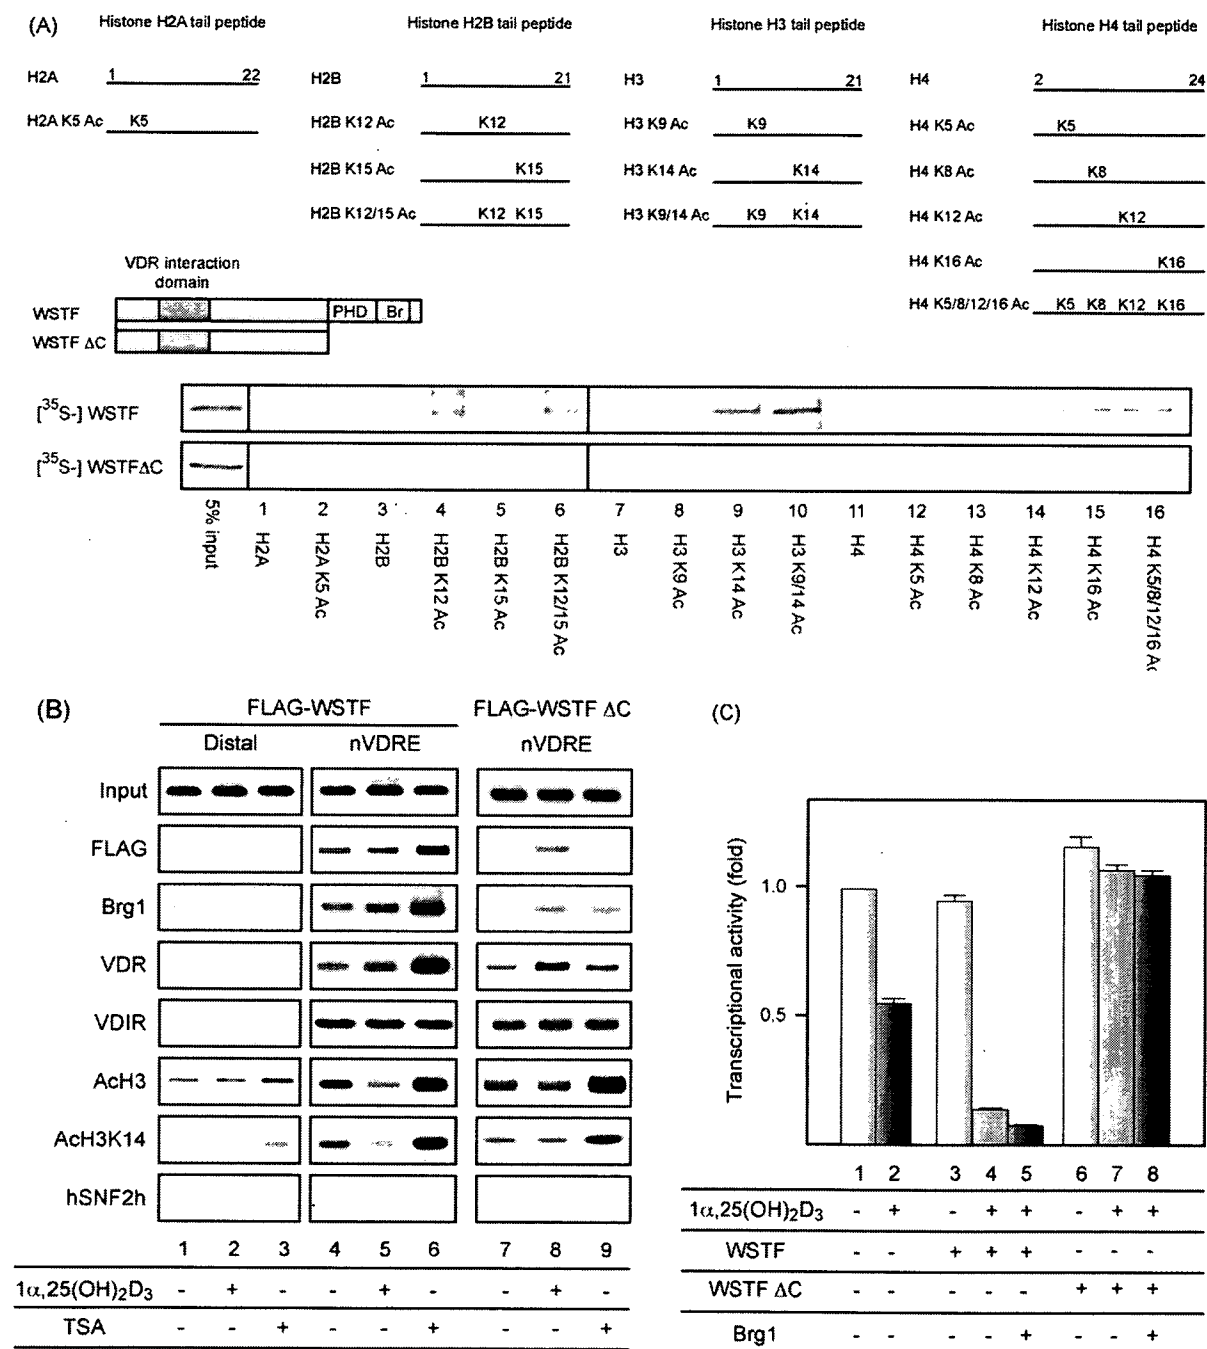 (A)
Histone H2A tail peptide Histone H2B tail peptide Histone H3 tail peptide Histone H4 tail peptide
H2A 1 22 H2B 1 21 H3 1 21 H4 2 24
H2A K5 Ac K5 H2B K12 Ac K12 H3 K9 Ac K9 H4 K5 Ac K5
H2B K15 Ac K15 H3 K14 Ac K14 H4 K8 Ac K8
H2B K12/15 Ac K12 K15 H3 K9/14 Ac K9 K14 H4 K12 Ac K12
H4 K16 Ac K16
H4 K5/8/12/16 Ac K5 K8 K12 K16
VDR interaction
domain
WSTF PHD Br
WSTF ΔC
[³⁵S-] WSTF
[³⁵S-] WSTFΔC
1 2 3 4 5 6 7 8 9 10 11 12 13 14 15 16
5% input
H2A
H2A K5 Ac
H2B
H2B K12 Ac
H2B K15 Ac
H2B K12/15 Ac
H3
H3 K9 Ac
H3 K14 Ac
H3 K9/14 Ac
H4
H4 K5 Ac
H4 K8 Ac
H4 K12 Ac
H4 K16 Ac
H4 K5/8/12/16 Ac
(B)
FLAG-WSTF FLAG-WSTF ΔC
Distal nVDRE nVDRE
Input
FLAG
Brg1
VDR
VDIR
AcH3
AcH3K14
hSNF2h
1 2 3 4 5 6 7 8 9
1α,25(OH)₂D₃ - + - - + - - + -
TSA - - + - - + - - +
(C)
Transcriptional activity (fold)
1.0
0.5
1 2 3 4 5 6 7 8
1α,25(OH)₂D₃ - + - + + - + +
WSTF - - + + + - - -
WSTF ΔC - - - - - + + +
Brg1 - - - - + - - +